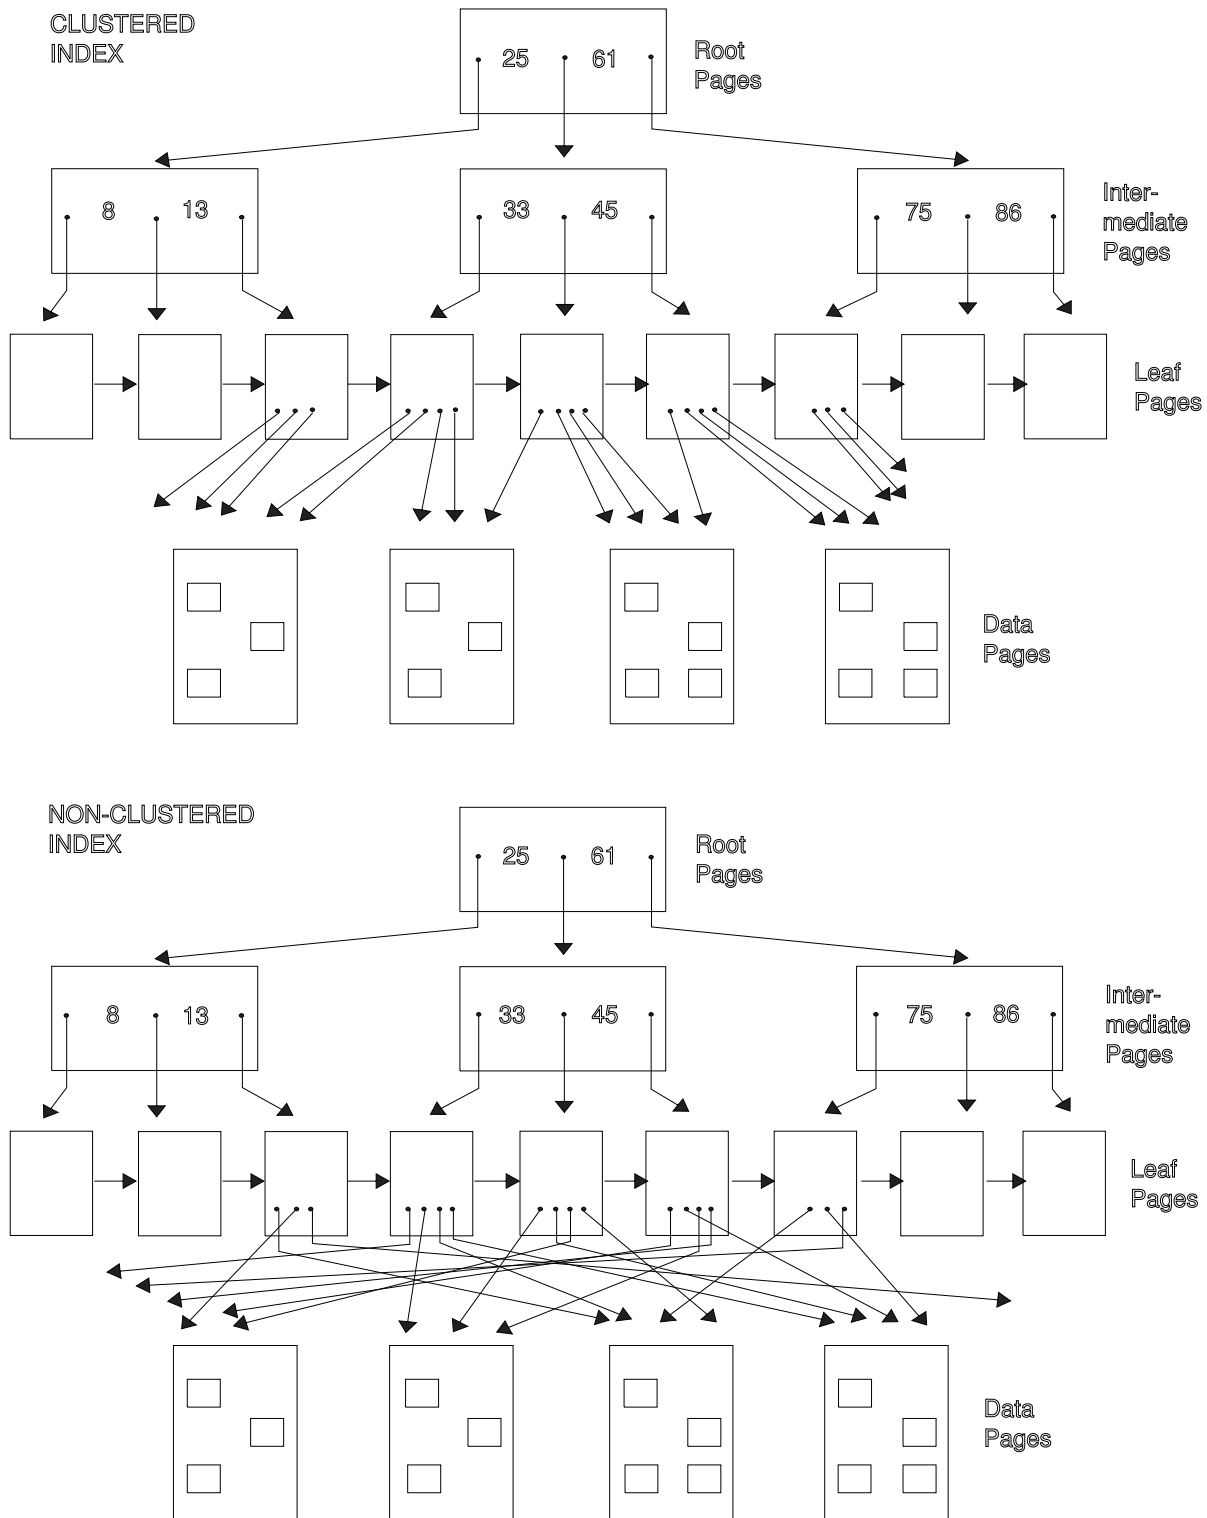 CLUSTERED
INDEX
25 61
Root
Pages
8 13
33 45
75 86
Inter-
mediate
Pages
Leaf
Pages
Data
Pages
NON-CLUSTERED
INDEX
25 61
Root
Pages
8 13
33 45
75 86
Inter-
mediate
Pages
Leaf
Pages
Data
Pages